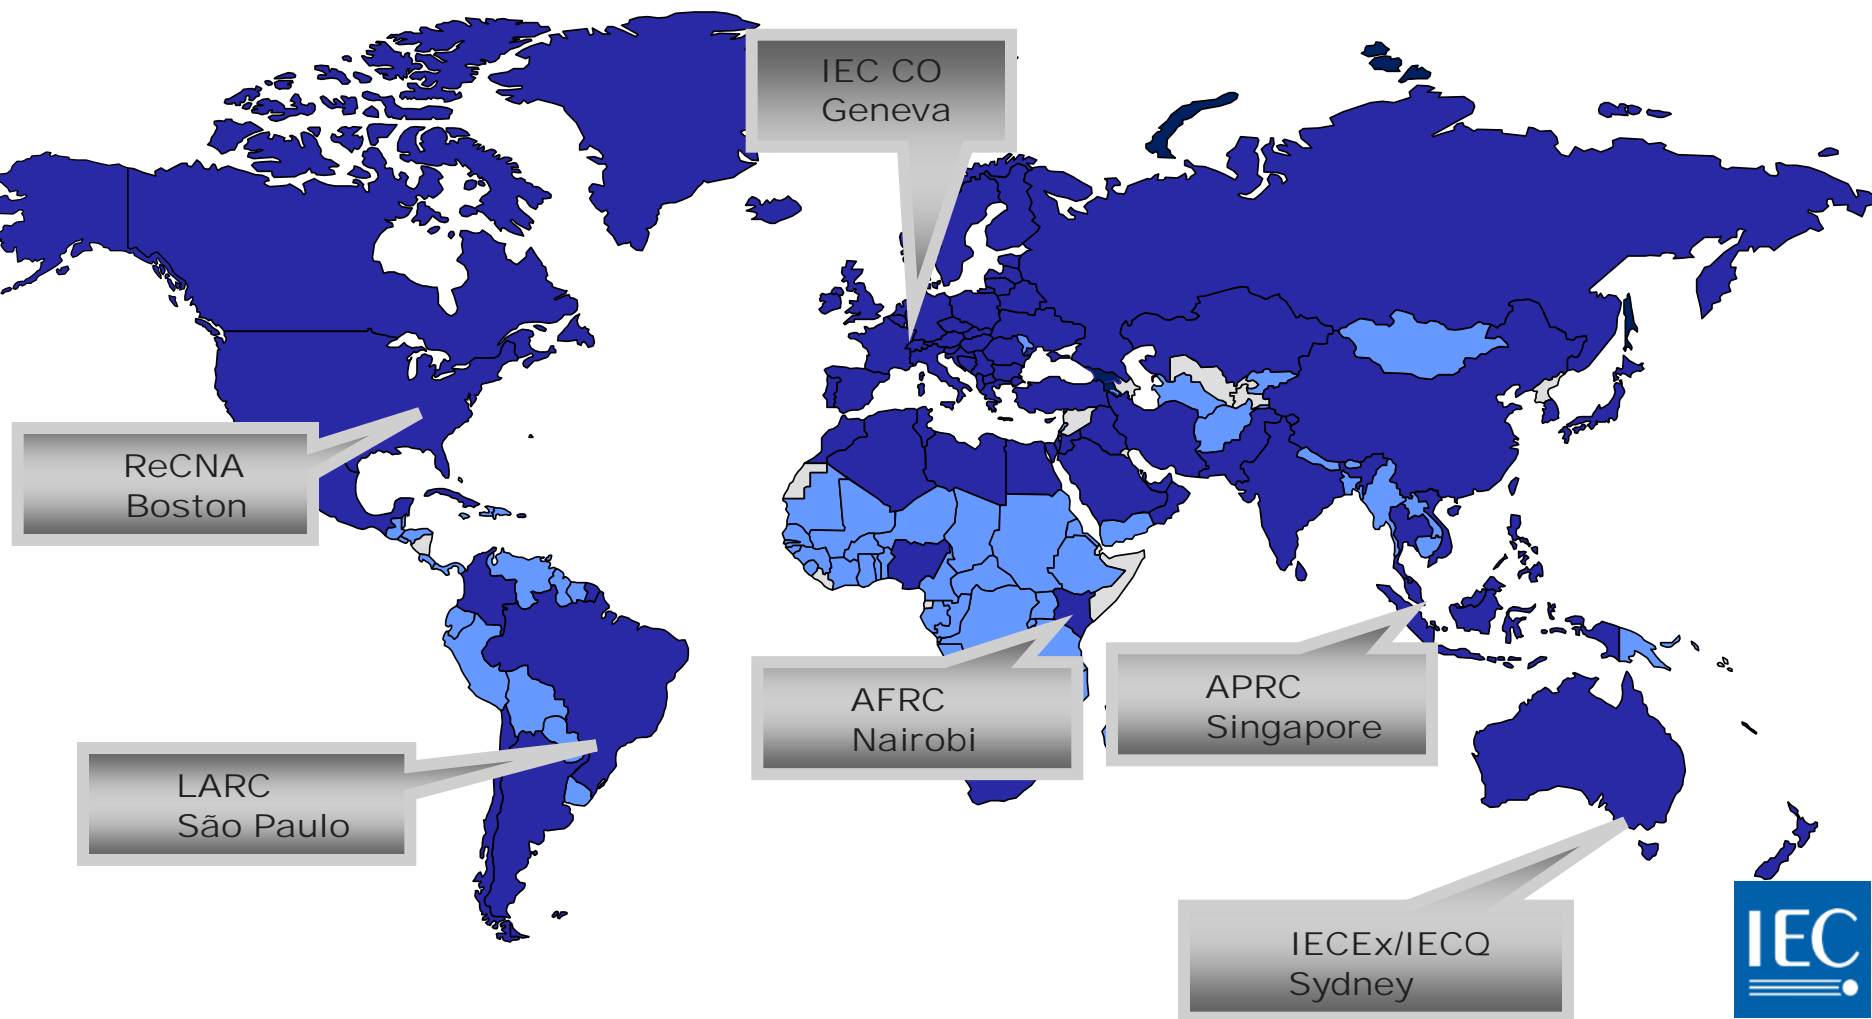 IEC CO
Geneva
ReCNA
Boston
AFRC
Nairobi
APRC
Singapore
LARC
São Paulo
IECEx/IECQ
Sydney
IEC